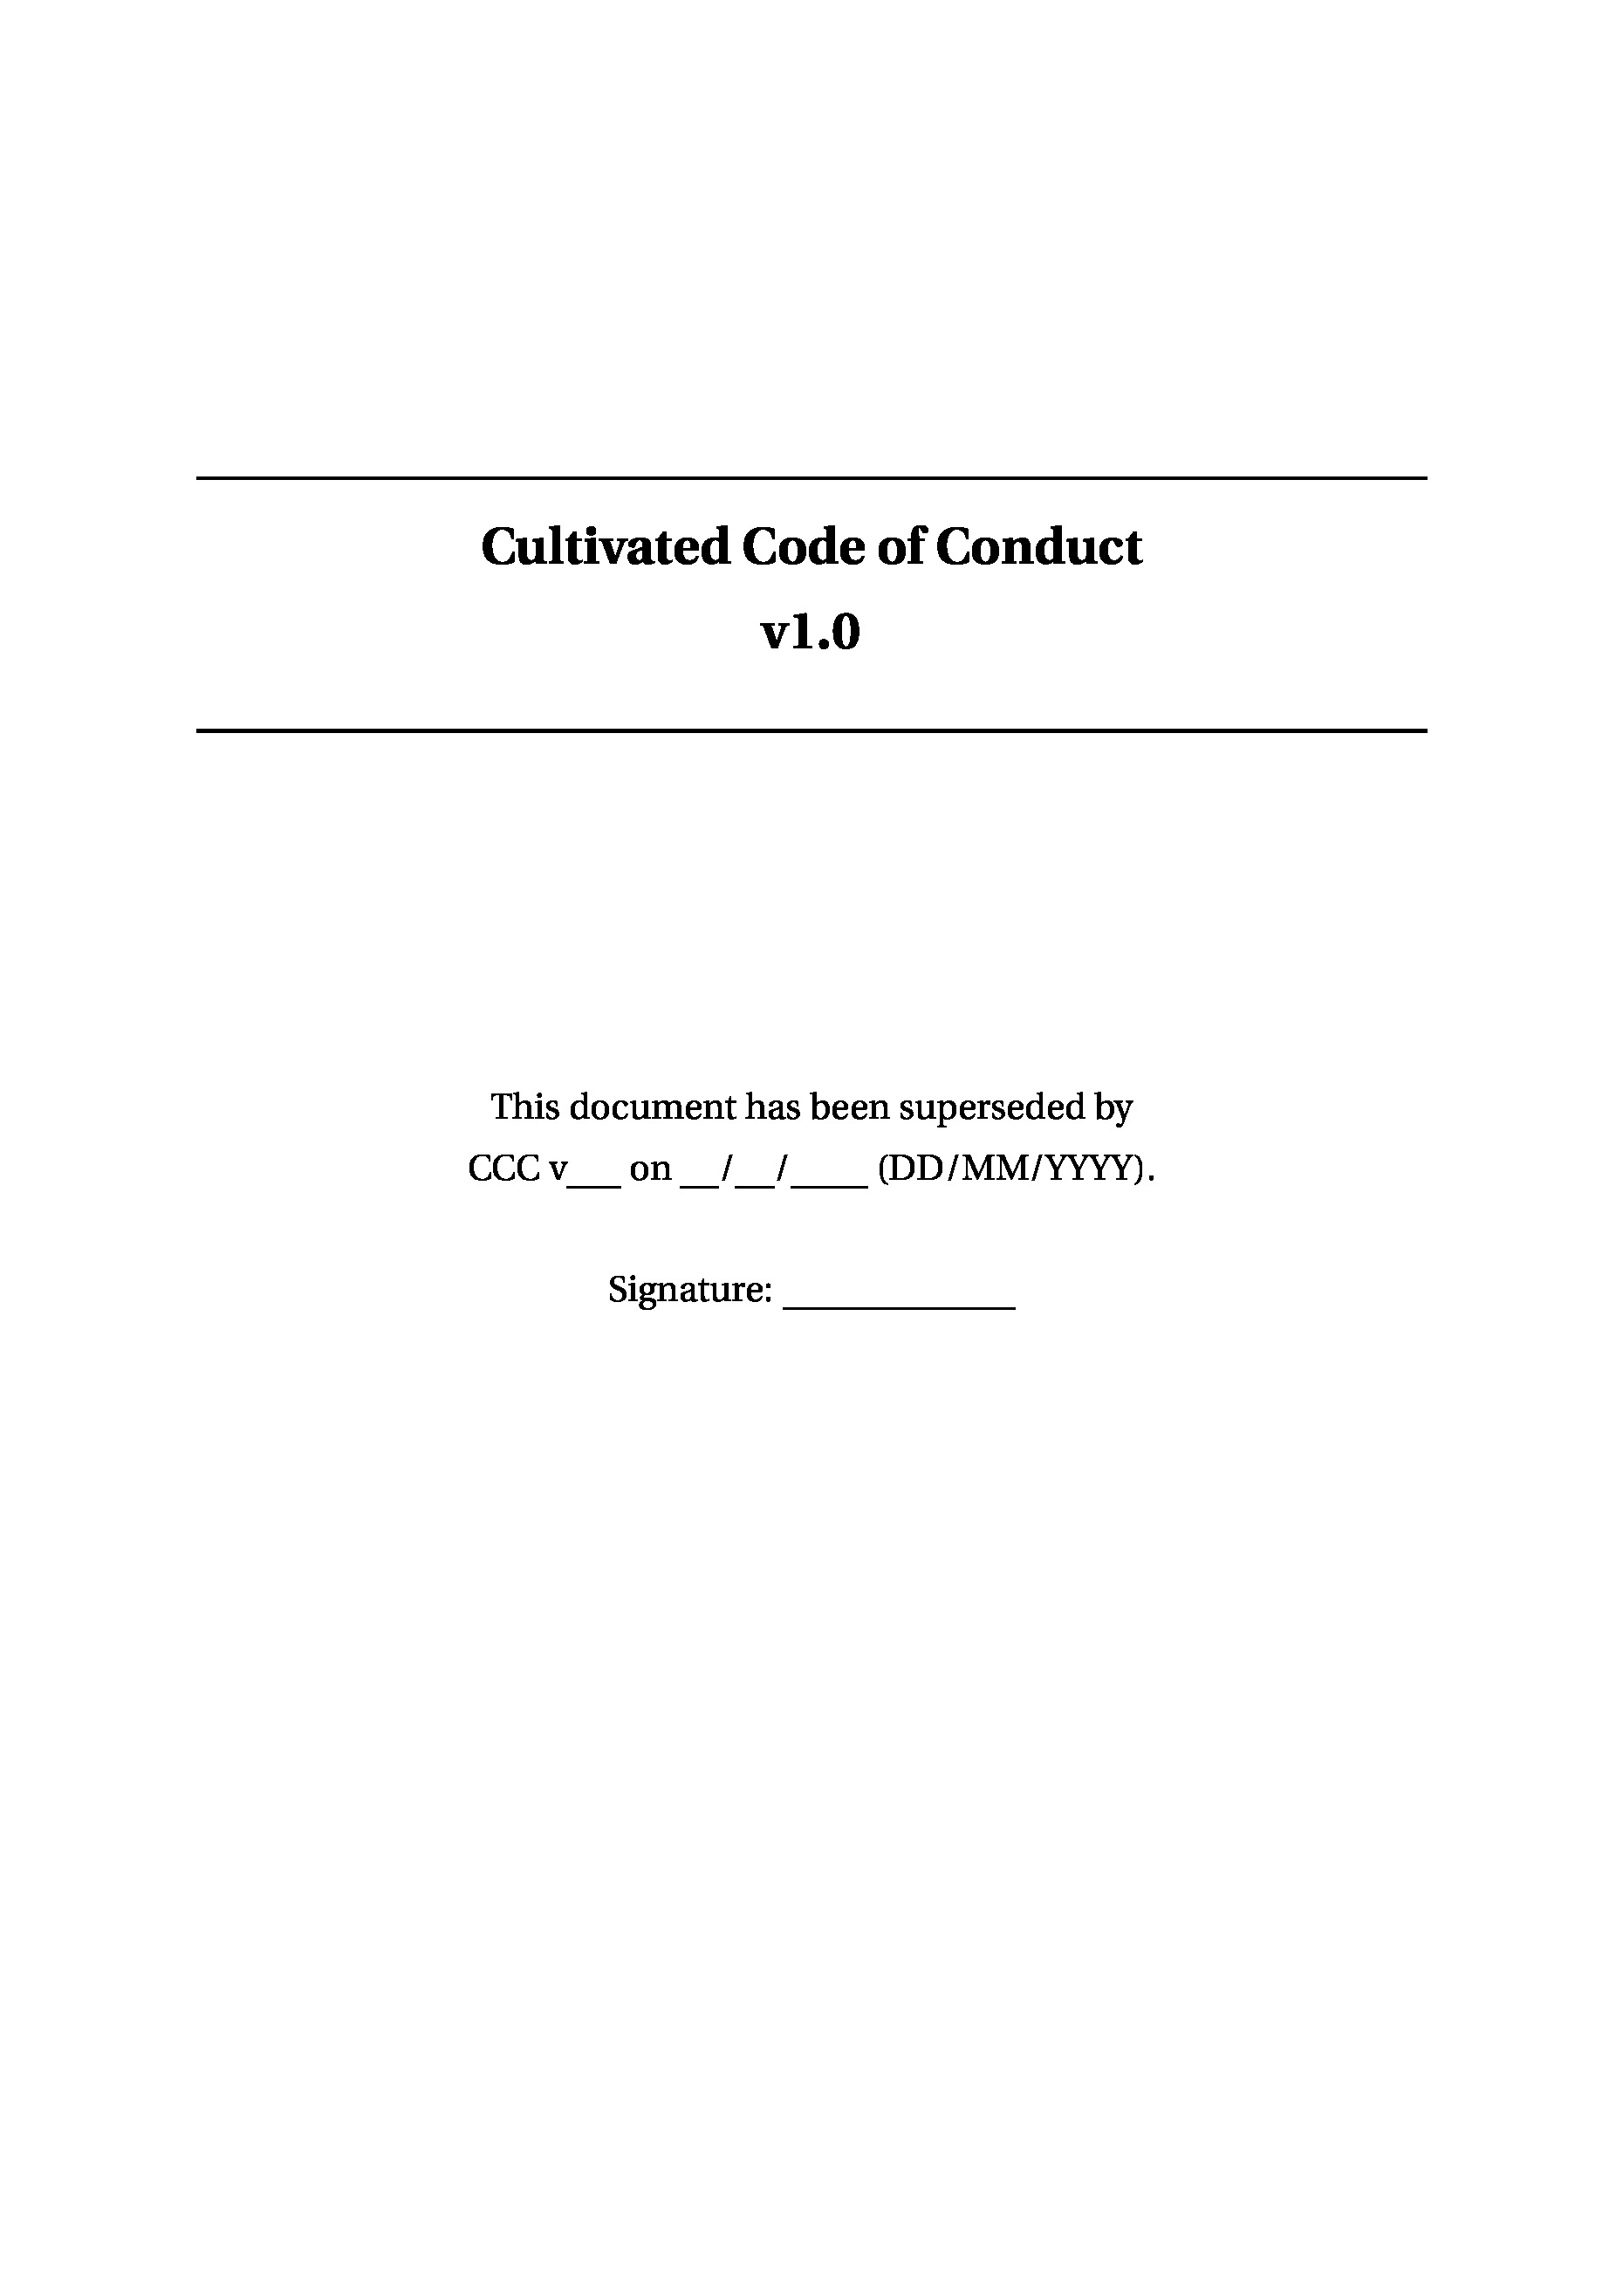 Cultivated Code of Conduct
v1.0
This document has been superseded by
CCC v___ on __/__/____ (DD/MM/YYYY).
Signature: ____________